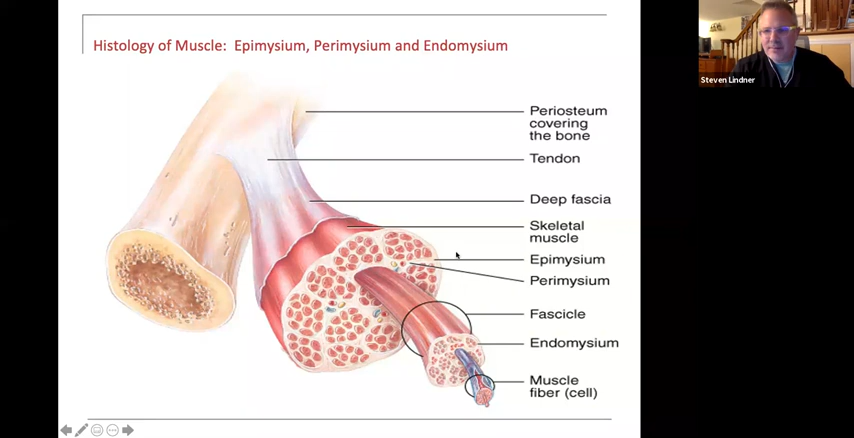 Histology of Muscle:  Epimysium, Perimysium and Endomysium
Steven Lindner
Periosteum
covering
the bone
Tendon
Deep fascia
Skeletal
muscle
Epimysium
Perimysium
Fascicle
Endomysium
Muscle
fiber (cell)